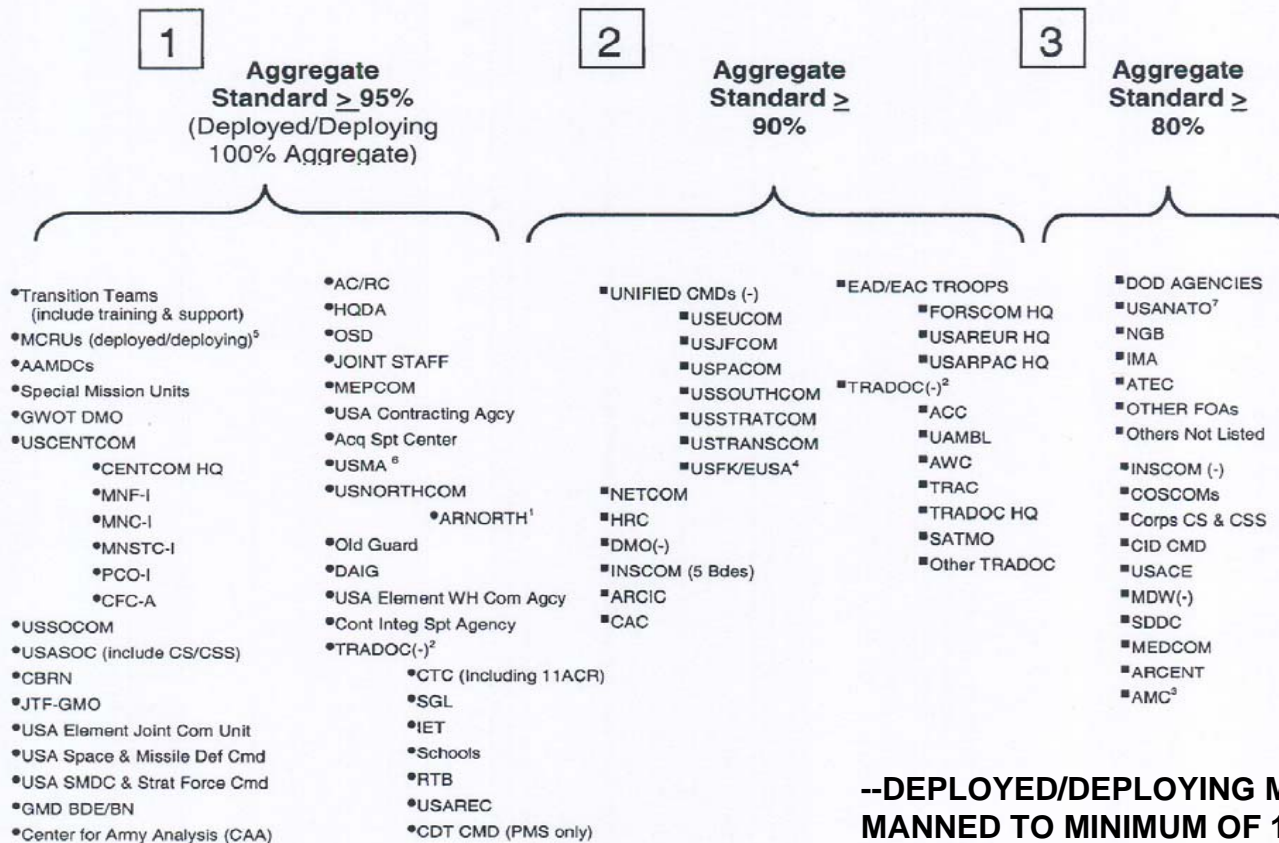 1
Aggregate
Standard ≥ 95%
(Deployed/Deploying
100% Aggregate)
•Transition Teams
(include training & support)
•MCRUs (deployed/deploying)⁵
•AAMDCs
•Special Mission Units
•GWOT DMO
•USCENTCOM
•CENTCOM HQ
•MNF-I
•MNC-I
•MNSTC-I
•PCO-I
•CFC-A
•USSOCOM
•USASOC (include CS/CSS)
•CBRN
•JTF-GMO
•USA Element Joint Com Unit
•USA Space & Missile Def Cmd
•USA SMDC & Strat Force Cmd
•GMD BDE/BN
•Center for Army Analysis (CAA)
•AC/RC
•HQDA
•OSD
•JOINT STAFF
•MEPCOM
•USA Contracting Agcy
•Acq Spt Center
•USMA ⁶
•USNORTHCOM
•ARNORTH¹
•Old Guard
•DAIG
•USA Element WH Com Agcy
•Cont Integ Spt Agency
•TRADOC(-)²
•CTC (Including 11ACR)
•SGL
•IET
•Schools
•RTB
•USAREC
•CDT CMD (PMS only)
2
Aggregate
Standard ≥
90%
▪UNIFIED CMDs (-)
▪USEUCOM
▪USJFCOM
▪USPACOM
▪USSOUTHCOM
▪USSTRATCOM
▪USTRANSCOM
▪USFK/EUSA⁴
▪NETCOM
▪HRC
▪DMO(-)
▪INSCOM (5 Bdes)
▪ARCIC
▪CAC
▪EAD/EAC TROOPS
▪FORSCOM HQ
▪USAREUR HQ
▪USARPAC HQ
▪TRADOC(-)²
▪ACC
▪UAMBL
▪AWC
▪TRAC
▪TRADOC HQ
▪SATMO
▪Other TRADOC
3
Aggregate
Standard ≥
80%
▪DOD AGENCIES
▪USANATO⁷
▪NGB
▪IMA
▪ATEC
▪OTHER FOAs
▪Others Not Listed
▪INSCOM (-)
▪COSCOMs
▪Corps CS & CSS
▪CID CMD
▪USACE
▪MDW(-)
▪SDDC
▪MEDCOM
▪ARCENT
▪AMC³
--DEPLOYED/DEPLOYING M
MANNED TO MINIMUM OF 1